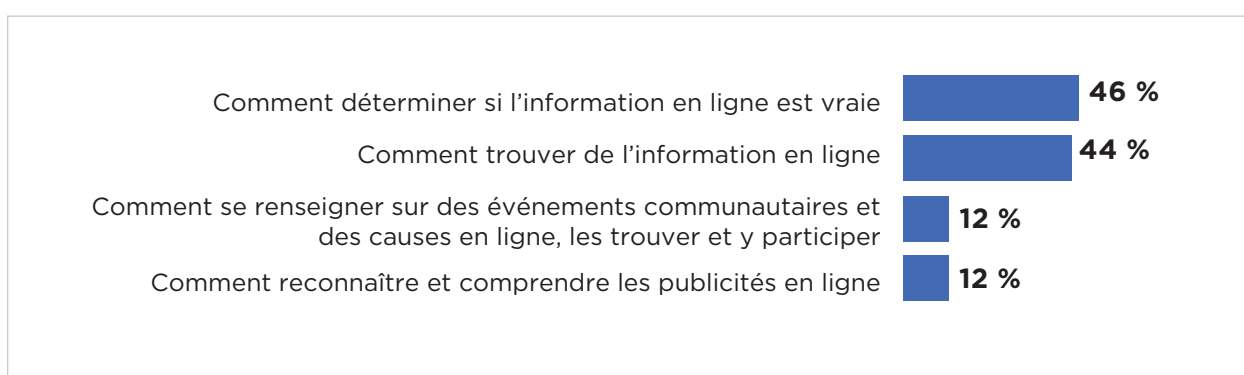 Comment déterminer si l’information en ligne est vraie 46 %
Comment trouver de l’information en ligne 44 %
Comment se renseigner sur des événements communautaires et
des causes en ligne, les trouver et y participer 12 %
Comment reconnaître et comprendre les publicités en ligne 12 %